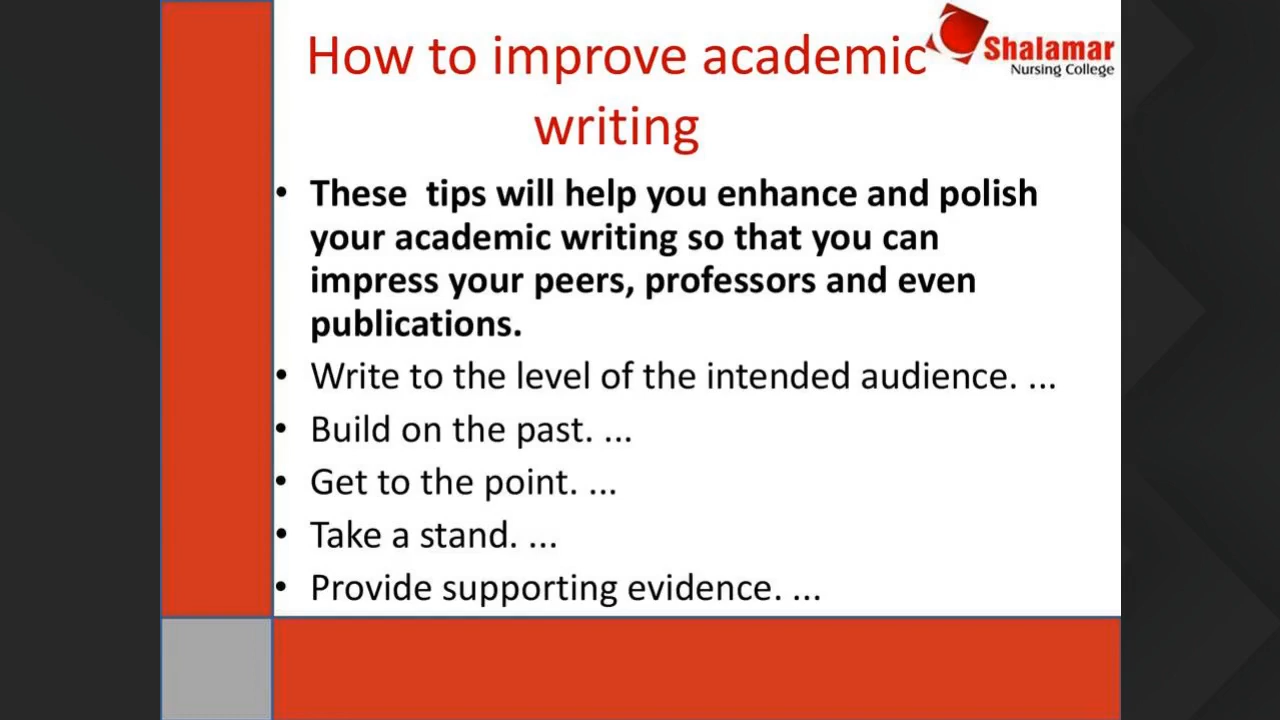 How to improve academic
writing
Shalamar
Nursing College
• These  tips will help you enhance and polish
your academic writing so that you can
impress your peers, professors and even
publications.
• Write to the level of the intended audience. ...
• Build on the past. ...
• Get to the point. ...
• Take a stand. ...
• Provide supporting evidence. ...